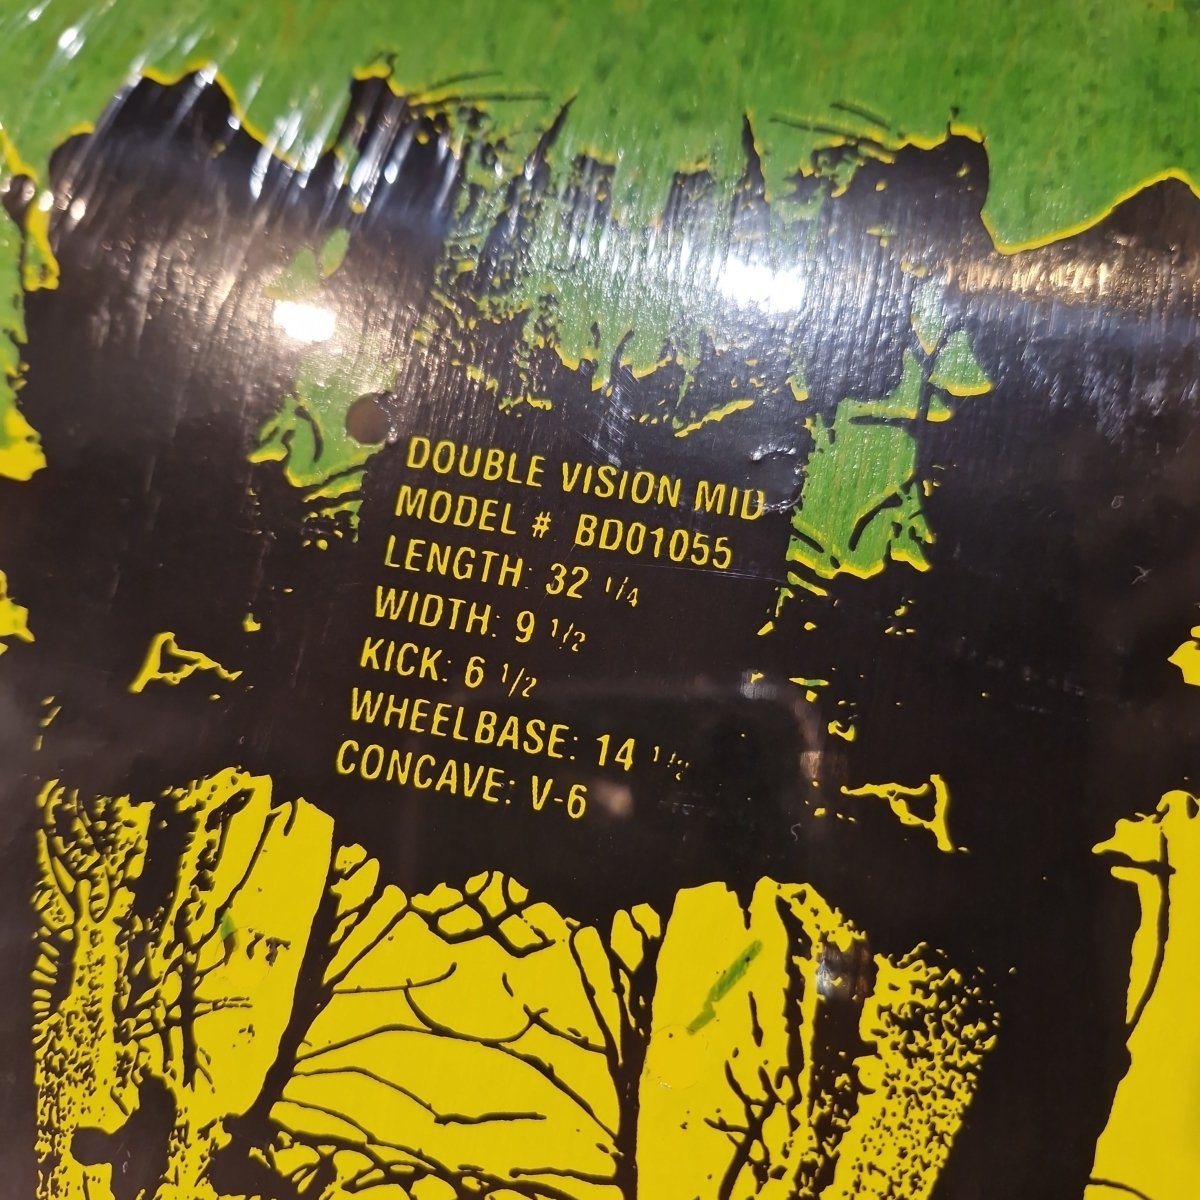 DOUBLE VISION MID
MODEL # BD01055
LENGTH: 32 1/4
WIDTH: 9 1/2
KICK: 6 1/2
WHEELBASE: 14 1/2
CONCAVE: V-6